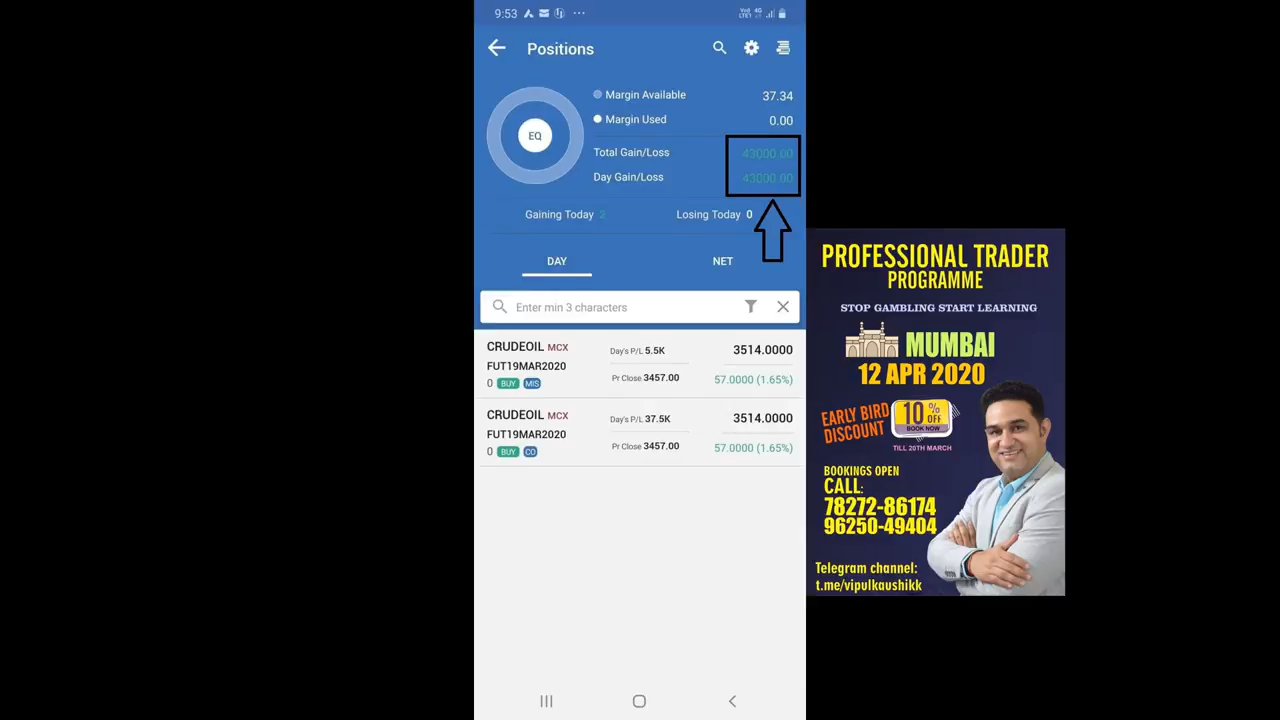 9:53
Positions
EQ
Margin Available 37.34
Margin Used 0.00
Total Gain/Loss 43000.00
Day Gain/Loss 43000.00
Gaining Today 2 Losing Today 0
DAY NET
Enter min 3 characters
CRUDEOIL MCX Day's P/L 5.5K 3514.0000
FUT19MAR2020 Pr Close 3457.00 57.0000 (1.65%)
0 BUY MIS
CRUDEOIL MCX Day's P/L 37.5K 3514.0000
FUT19MAR2020 Pr Close 3457.00 57.0000 (1.65%)
0 BUY CO
PROFESSIONAL TRADER
PROGRAMME
STOP GAMBLING START LEARNING
MUMBAI
12 APR 2020
EARLY BIRD
DISCOUNT
10 % OFF
BOOK NOW
TILL 20TH MARCH
BOOKINGS OPEN
CALL:
78272-86174
96250-49404
Telegram channel:
t.me/vipulkaushikk